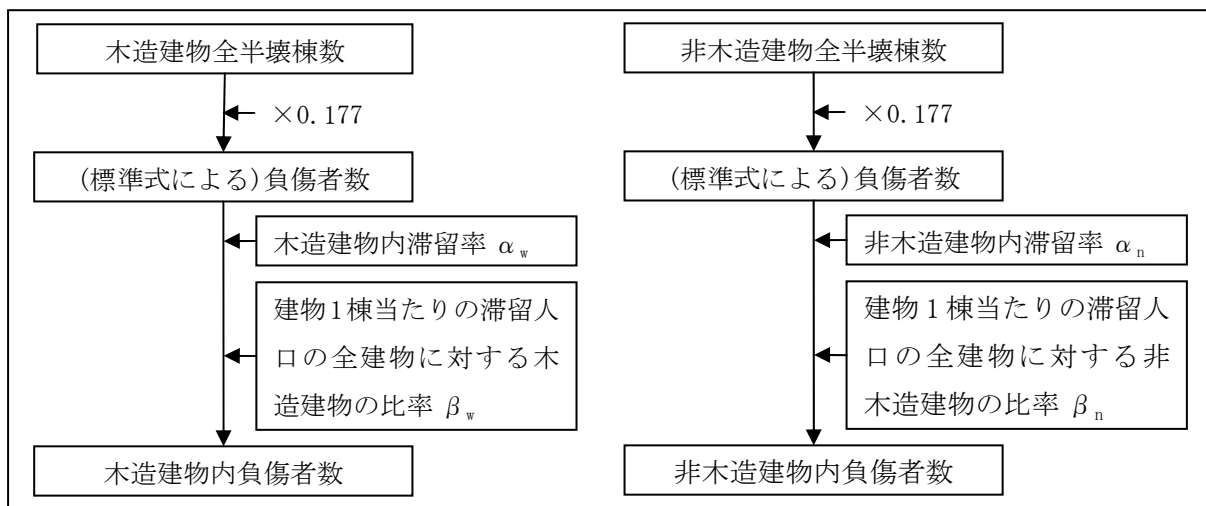 木造建物全半壊棟数
×0.177
(標準式による)負傷者数
木造建物内滞留率 αw
建物1棟当たりの滞留人
口の全建物に対する木
造建物の比率 βw
木造建物内負傷者数
非木造建物全半壊棟数
×0.177
(標準式による)負傷者数
非木造建物内滞留率 αn
建物1棟当たりの滞留人
口の全建物に対する非
木造建物の比率 βn
非木造建物内負傷者数